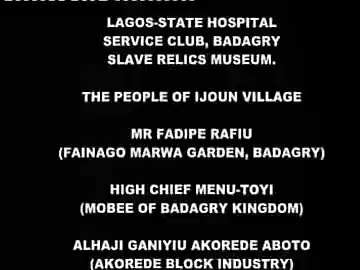 LAGOS-STATE HOSPITAL
SERVICE CLUB, BADAGRY
SLAVE RELICS MUSEUM.
THE PEOPLE OF IJOUN VILLAGE
MR FADIPE RAFIU
(FAINAGO MARWA GARDEN, BADAGRY)
HIGH CHIEF MENU-TOYI
(MOBEE OF BADAGRY KINGDOM)
ALHAJI GANIYIU AKOREDE ABOTO
(AKOREDE BLOCK INDUSTRY)